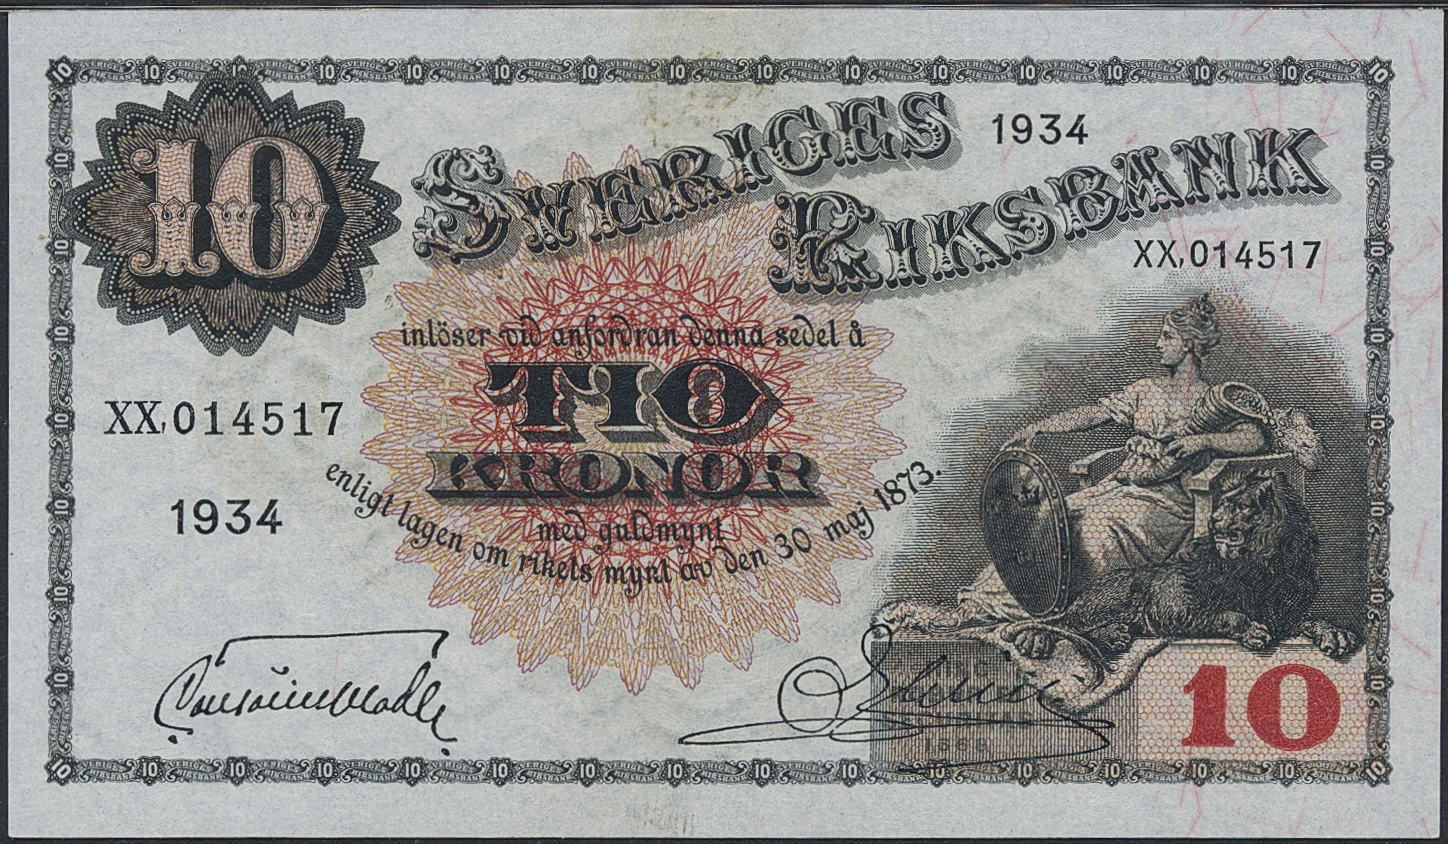 10
SVERIGES
RIKSBANK
1934
XX,014517
inlöser vid anfordran denna sedel å
TIO
KRONOR
med guldmynt
enligt lagen om rikets mynt av den 30 maj 1873.
XX,014517
1934
10